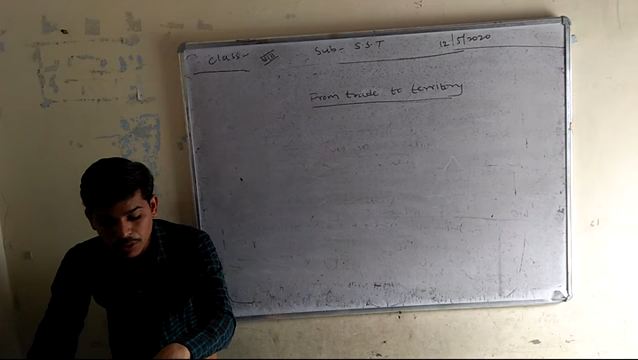 Class- VIII Sub- S.S.T 12/5/2020
From trade to territory